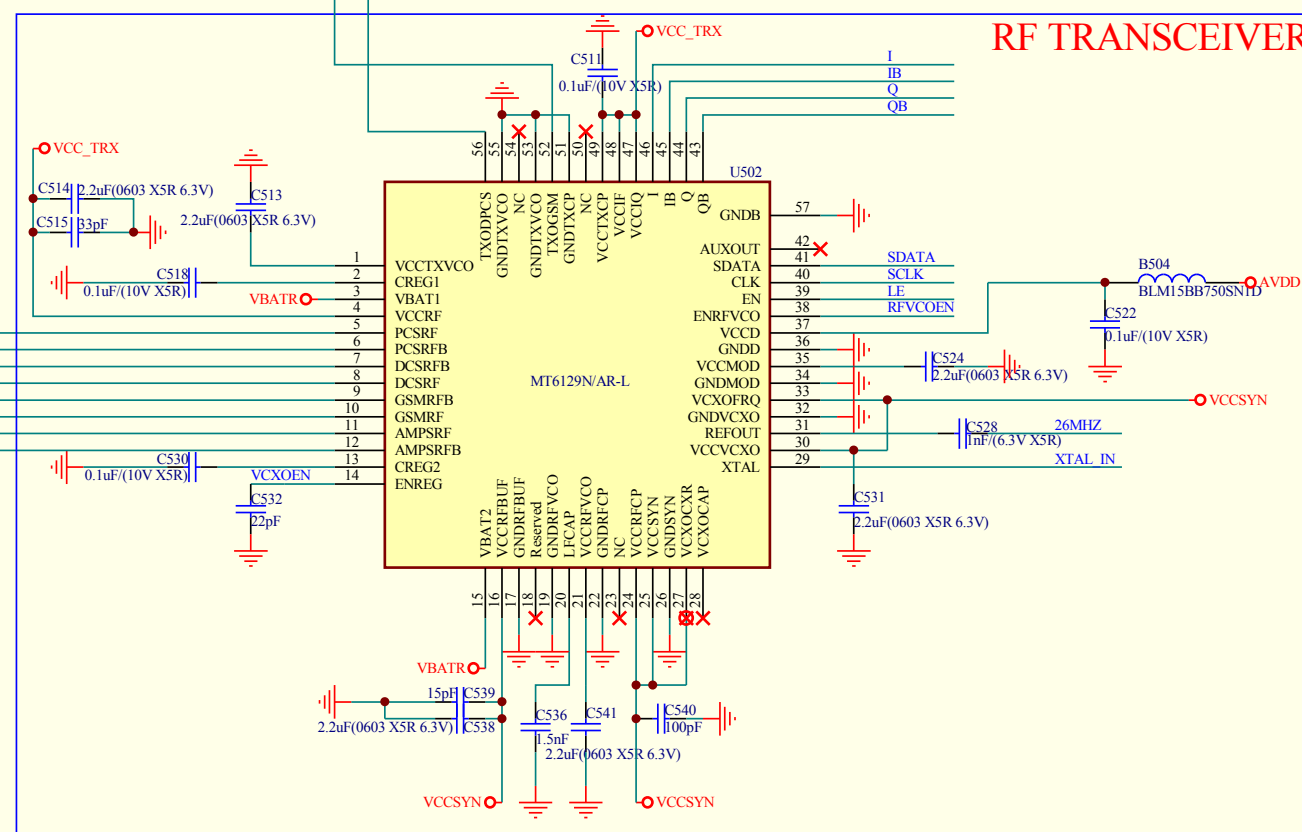 RF TRANSCEIVER
VCC_TRX
C511
0.1uF/(10V X5R)
I
IB
Q
QB
VCC_TRX
C514
2.2uF(0603 X5R 6.3V)
C515
33pF
C513
2.2uF(0603 X5R 6.3V)
C518
0.1uF/(10V X5R)
VBATR
C530
0.1uF/(10V X5R)
VCXOEN
C532
22pF
U502
MT6129N/AR-L
56 TXODPCS
55 GNDTXVCO
54 NC
53 GNDTXVCO
52 TXOGSM
51 GNDTXCP
50 NC
49 VCCTXCP
48 VCCIF
47 VCCIQ
46 I
45 IB
44 Q
43 QB
1 VCCTXVCO
2 CREG1
3 VBAT1
4 VCCRF
5 PCSRF
6 PCSRFB
7 DCSRFB
8 DCSRF
9 GSMRFB
10 GSMRF
11 AMPSRF
12 AMPSRFB
13 CREG2
14 ENREG
GNDB 57
AUXOUT 42
SDATA 41 SDATA
CLK 40 SCLK
EN 39 LE
ENRFVCO 38 RFVCOEN
VCCD 37
GNDD 36
VCCMOD 35
GNDMOD 34
VCXOFRQ 33
GNDVCXO 32
REFOUT 31
VCCVCXO 30
XTAL 29
VBAT2 15
VCCRFBUF 16
GNDRFBUF 17
Reserved 18
GNDRFVCO 19
LFCAP 20
VCCRFVCO 21
GNDRFCP 22
NC 23
VCCRFCP 24
VCCSYN 25
GNDSYN 26
VCXOCXR 27
VCXOCAP 28
B504
BLM15BB750SN1D
AVDD
C522
0.1uF/(10V X5R)
C524
2.2uF(0603 X5R 6.3V)
VCCSYN
C528
1nF/(6.3V X5R)
26MHZ
XTAL_IN
C531
2.2uF(0603 X5R 6.3V)
VBATR
15pF
C539
2.2uF(0603 X5R 6.3V)
C538
C536
1.5nF
C541
2.2uF(0603 X5R 6.3V)
C540
100pF
VCCSYN
VCCSYN